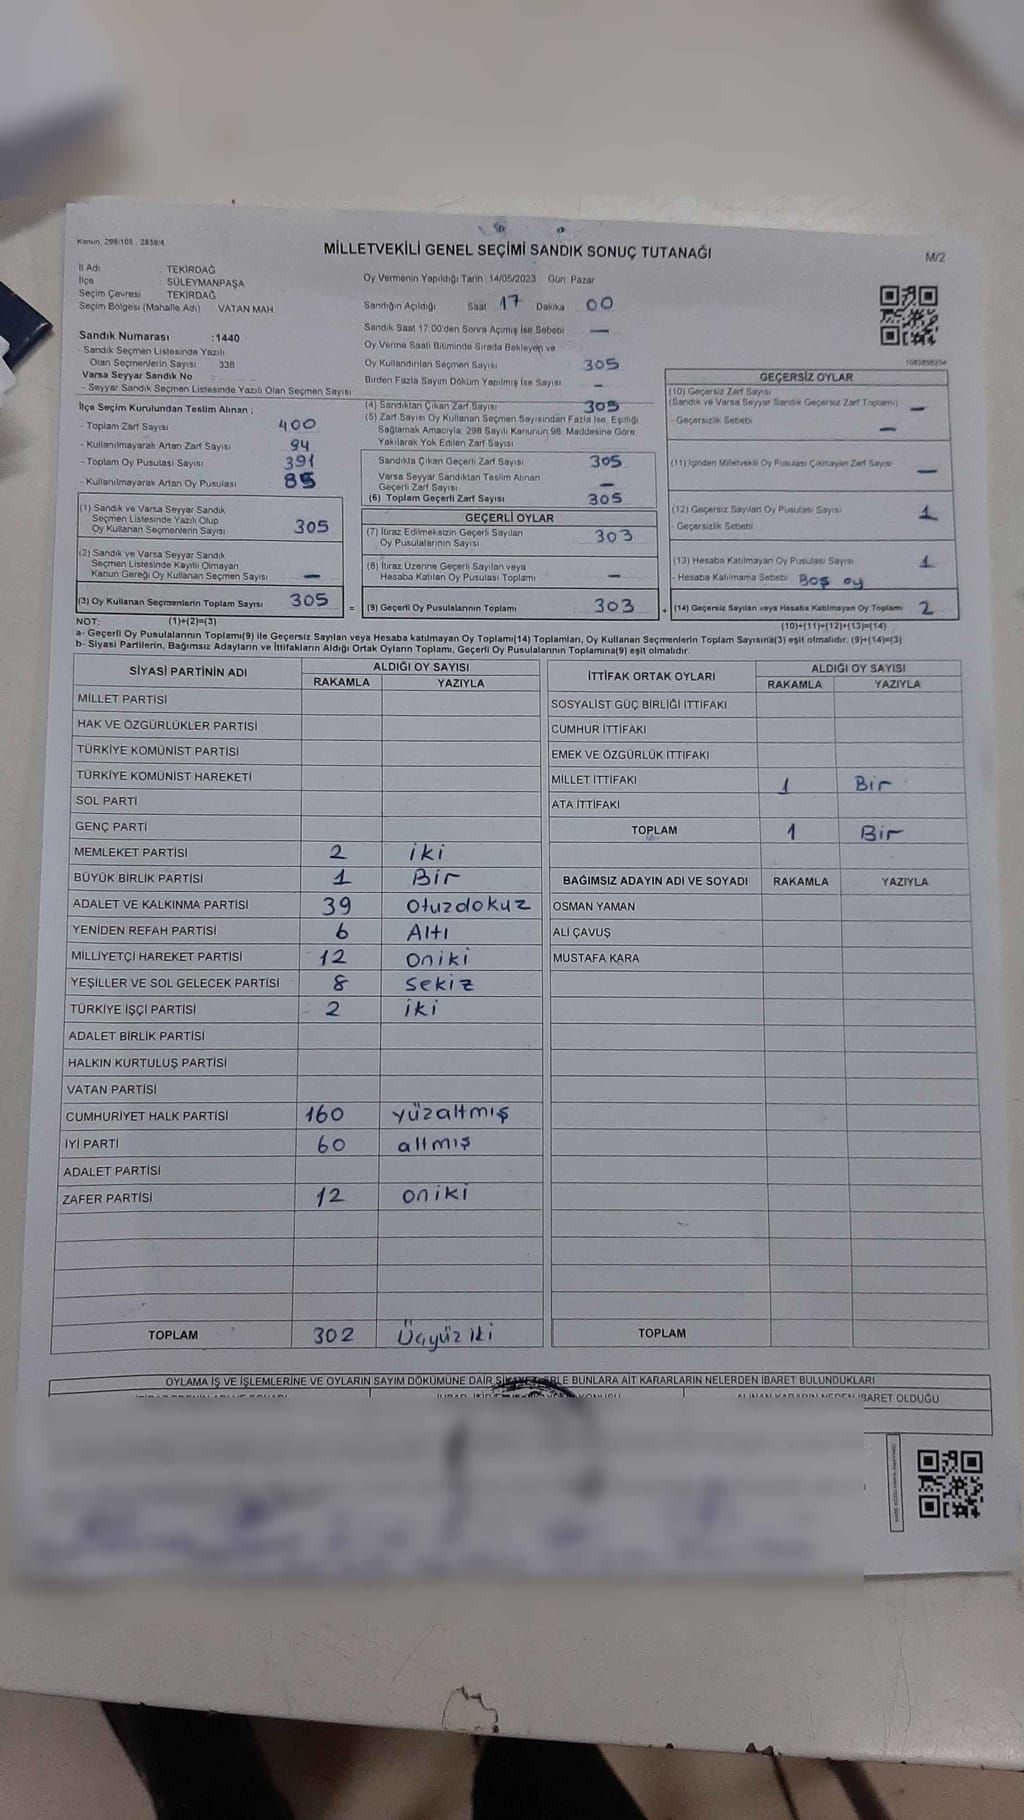 Kanun, 298/105, 2839/4
MİLLETVEKİLİ GENEL SEÇİMİ SANDIK SONUÇ TUTANAĞI
M/2
İl Adı : TEKİRDAĞ
İlçe : SÜLEYMANPAŞA
Seçim Çevresi TEKİRDAĞ
Seçim Bölgesi (Mahalle Adı) VATAN MAH
Oy Vermenin Yapıldığı Tarih : 14/05/2023 Gün: Pazar
Sandığın Açıldığı Saat 17 Dakika 00
Sandık Saat 17:00'den Sonra Açılmış İse Sebebi —
Oy Verme Saati Bitiminde Sırada Bekleyen ve
Oy Kullandırılan Seçmen Sayısı 305
Birden Fazla Sayım Döküm Yapılmış İse Sayısı –
Sandık Numarası :1440
- Sandık Seçmen Listesinde Yazılı
Olan Seçmenlerin Sayısı : 338
Varsa Seyyar Sandık No :
- Seyyar Sandık Seçmen Listesinde Yazılı Olan Seçmen Sayısı
İlçe Seçim Kurulundan Teslim Alınan ;
- Toplam Zarf Sayısı 400
- Kullanılmayarak Artan Zarf Sayısı 94
- Toplam Oy Pusulası Sayısı 391
- Kullanılmayarak Artan Oy Pusulası 85
(1) Sandık ve Varsa Seyyar Sandık
Seçmen Listesinde Yazılı Olup
Oy Kullanan Seçmenlerin Sayısı 305
(2) Sandık ve Varsa Seyyar Sandık
Seçmen Listesinde Kayıtlı Olmayan
Kanun Gereği Oy Kullanan Seçmen Sayısı —
(3) Oy Kullanan Seçmenlerin Toplam Sayısı 305
(4) Sandıktan Çıkan Zarf Sayısı 305
(5) Zarf Sayısı Oy Kullanan Seçmen Sayısından Fazla İse, Eşitliği
Sağlamak Amacıyla, 298 Sayılı Kanunun 98. Maddesine Göre
Yakılarak Yok Edilen Zarf Sayısı
Sandıkta Çıkan Geçerli Zarf Sayısı 305
Varsa Seyyar Sandıktan Teslim Alınan
Geçerli Zarf Sayısı –
(6) Toplam Geçerli Zarf Sayısı 305
GEÇERLİ OYLAR
(7) İtiraz Edilmeksizin Geçerli Sayılan
Oy Pusulalarının Sayısı 303
(8) İtiraz Üzerine Geçerli Sayılan veya
Hesaba Katılan Oy Pusulası Toplamı —
= (9) Geçerli Oy Pusulalarının Toplamı 303
GEÇERSİZ OYLAR
(10) Geçersiz Zarf Sayısı
(Sandık ve Varsa Seyyar Sandık Geçersiz Zarf Toplamı) —
- Geçersizlik Sebebi —
(11) İçinden Milletvekili Oy Pusulası Çıkmayan Zarf Sayısı —
(12) Geçersiz Sayılan Oy Pusulası Sayısı 1
- Geçersizlik Sebebi
(13) Hesaba Katılmayan Oy Pusulası Sayısı 1
- Hesaba Katılmama Sebebi Boş oy
+ (14) Geçersiz Sayılan veya Hesaba Katılmayan Oy Toplamı 2
NOT: (1)+(2)=(3)
(10)+(11)+(12)+(13)=(14)
a- Geçerli Oy Pusulalarının Toplamı(9) ile Geçersiz Sayılan veya Hesaba katılmayan Oy Toplamı(14) Toplamları, Oy Kullanan Seçmenlerin Toplam Sayısına(3) eşit olmalıdır. (9)+(14)=(3)
b- Siyasi Partilerin, Bağımsız Adayların ve İttifakların Aldığı Ortak Oyların Toplamı, Geçerli Oy Pusulalarının Toplamına(9) eşit olmalıdır.
SİYASİ PARTİNİN ADI
ALDIĞI OY SAYISI
RAKAMLA YAZIYLA
MİLLET PARTİSİ
HAK VE ÖZGÜRLÜKLER PARTİSİ
TÜRKİYE KOMÜNİST PARTİSİ
TÜRKİYE KOMÜNİST HAREKETİ
SOL PARTİ
GENÇ PARTİ
MEMLEKET PARTİSİ 2 iki
BÜYÜK BİRLİK PARTİSİ 1 Bir
ADALET VE KALKINMA PARTİSİ 39 Otuzdokuz
YENİDEN REFAH PARTİSİ 6 Altı
MİLLİYETÇİ HAREKET PARTİSİ 12 oniki
YEŞİLLER VE SOL GELECEK PARTİSİ 8 sekiz
TÜRKİYE İŞÇİ PARTİSİ 2 iki
ADALET BİRLİK PARTİSİ
HALKIN KURTULUŞ PARTİSİ
VATAN PARTİSİ
CUMHURİYET HALK PARTİSİ 160 yüzaltmış
İYİ PARTİ 60 altmış
ADALET PARTİSİ
ZAFER PARTİSİ 12 oniki
TOPLAM 302 Üçyüz iki
İTTİFAK ORTAK OYLARI
ALDIĞI OY SAYISI
RAKAMLA YAZIYLA
SOSYALİST GÜÇ BİRLİĞİ İTTİFAKI
CUMHUR İTTİFAKI
EMEK VE ÖZGÜRLÜK İTTİFAKI
MİLLET İTTİFAKI 1 Bir
ATA İTTİFAKI
TOPLAM 1 Bir
BAĞIMSIZ ADAYIN ADI VE SOYADI RAKAMLA YAZIYLA
OSMAN YAMAN
ALİ ÇAVUŞ
MUSTAFA KARA
TOPLAM
OYLAMA İŞ VE İŞLEMLERİNE VE OYLARIN SAYIM DÖKÜMÜNE DAİR ŞİKAYETLERLE BUNLARA AİT KARARLARIN NELERDEN İBARET BULUNDUKLARI
ALINAN KARARIN NEDEN İBARET OLDUĞU